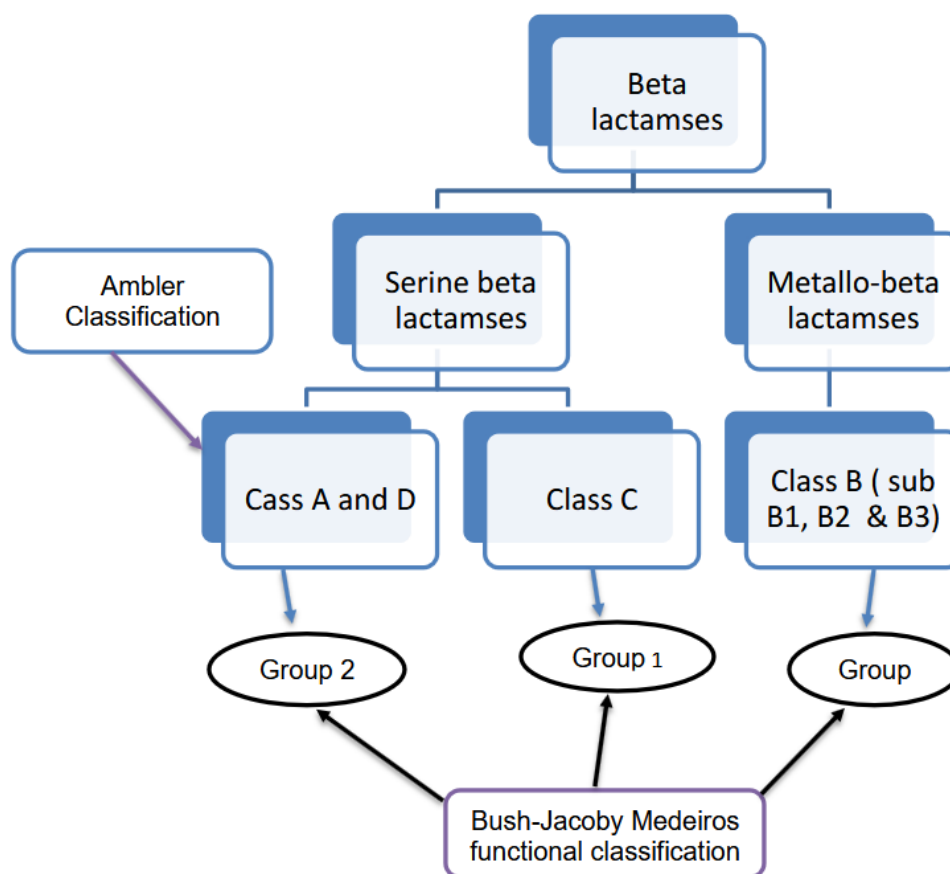 Beta
lactamses
Serine beta
lactamses
Metallo-beta
lactamses
Ambler
Classification
Cass A and D
Class C
Class B ( sub
B1, B2 & B3)
Group 2
Group 1
Group
Bush-Jacoby Medeiros
functional classification